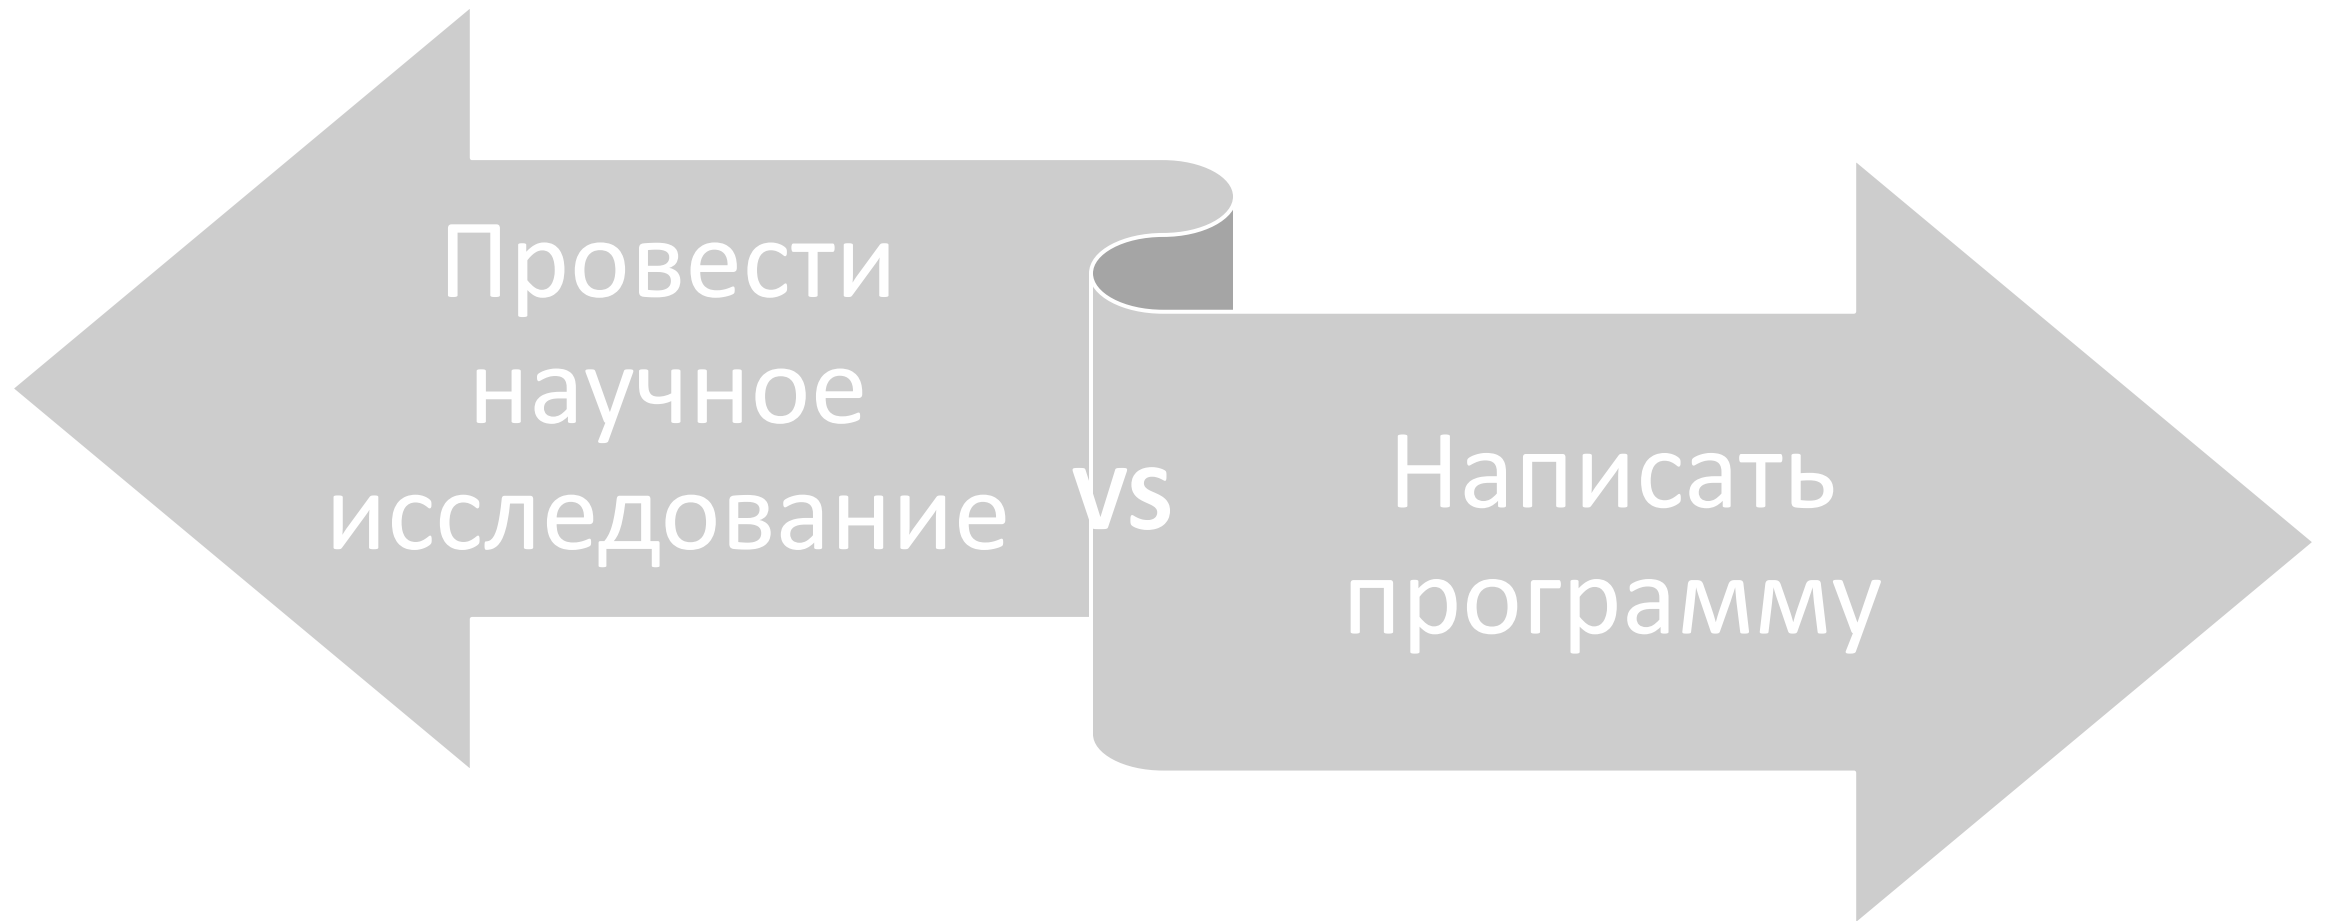 Провести
научное
исследование
vs
Написать
программу